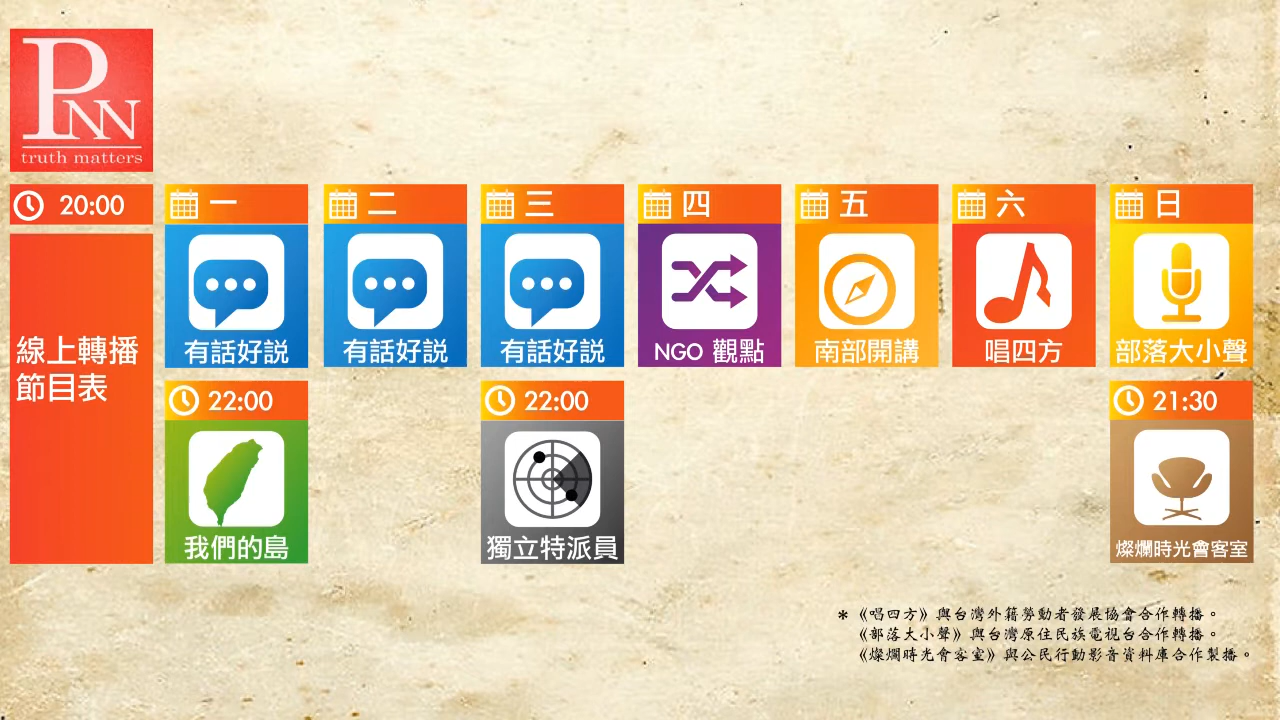 PNN
truth matters
20:00
一
二
三
四
五
六
日
線上轉播
節目表
有話好説
有話好説
有話好説
NGO 觀點
南部開講
唱四方
部落大小聲
22:00
22:00
21:30
我們的島
獨立特派員
燦爛時光會客室
* 《唱四方》與台灣外籍勞動者發展協會合作轉播。
《部落大小聲》與台灣原住民族電視台合作轉播。
《燦爛時光會客室》與公民行動影音資料庫合作製播。